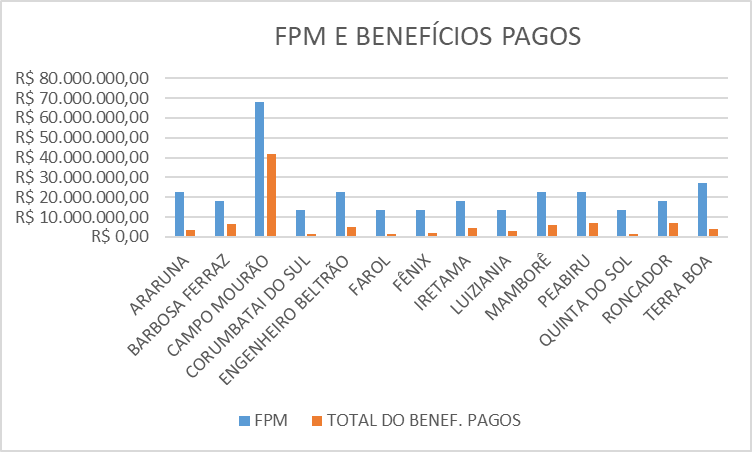 FPM E BENEFÍCIOS PAGOS
R$ 80.000.000,00
R$ 70.000.000,00
R$ 60.000.000,00
R$ 50.000.000,00
R$ 40.000.000,00
R$ 30.000.000,00
R$ 20.000.000,00
R$ 10.000.000,00
R$ 0,00
ARARUNA
BARBOSA FERRAZ
CAMPO MOURÃO
CORUMBATAI DO SUL
ENGENHEIRO BELTRÃO
FAROL
FÊNIX
IRETAMA
LUIZIANIA
MAMBORÊ
PEABIRU
QUINTA DO SOL
RONCADOR
TERRA BOA
FPM
TOTAL DO BENEF. PAGOS